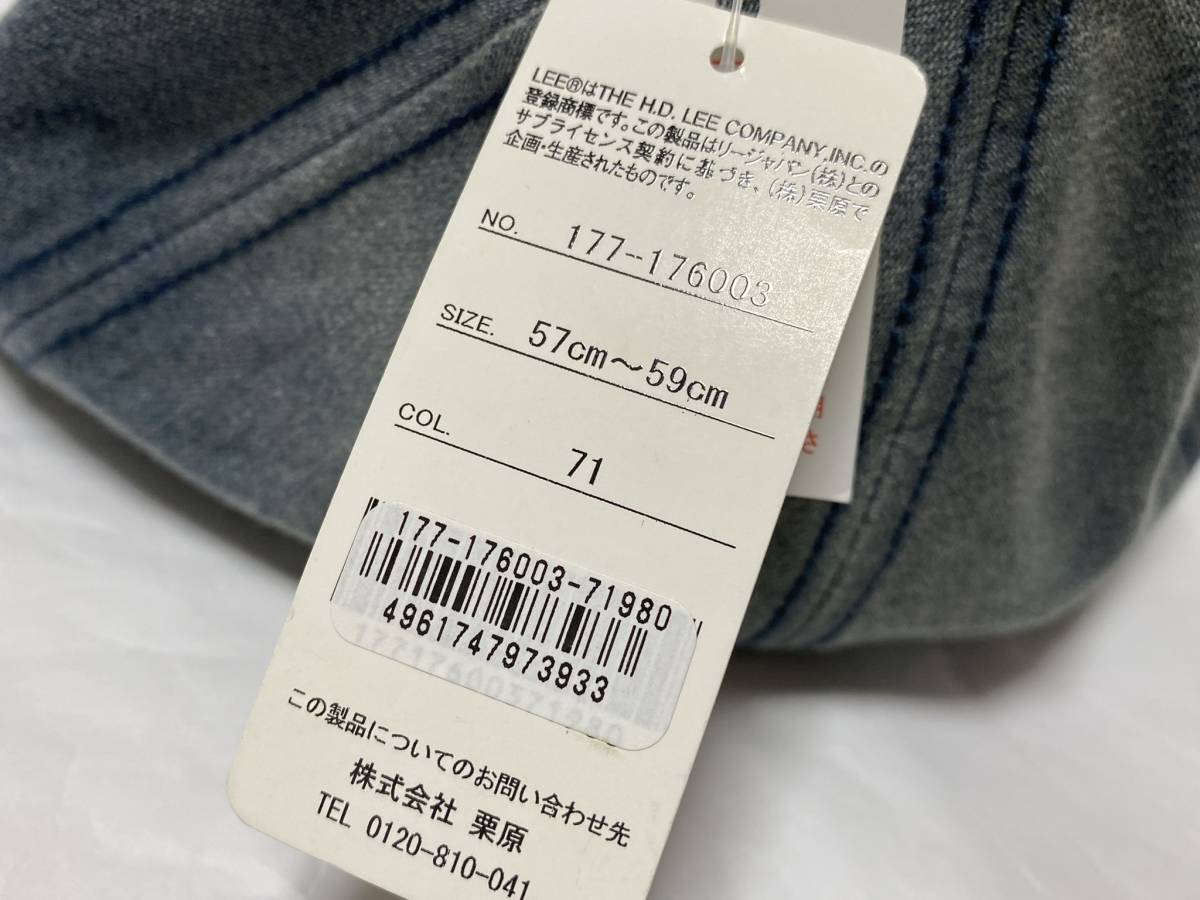 LEE®はTHE H.D. LEE COMPANY,INC.の
登録商標です。この製品はリージャパン(株)との
サブライセンス契約に基づき、(株)栗原で
企画・生産されたものです。
NO. 177-176003
SIZE. 57cm～59cm
COL. 71
177-176003-71980
4961747973933
17717600371980
この製品についてのお問い合わせ先
株式会社 栗原
TEL 0120-810-041